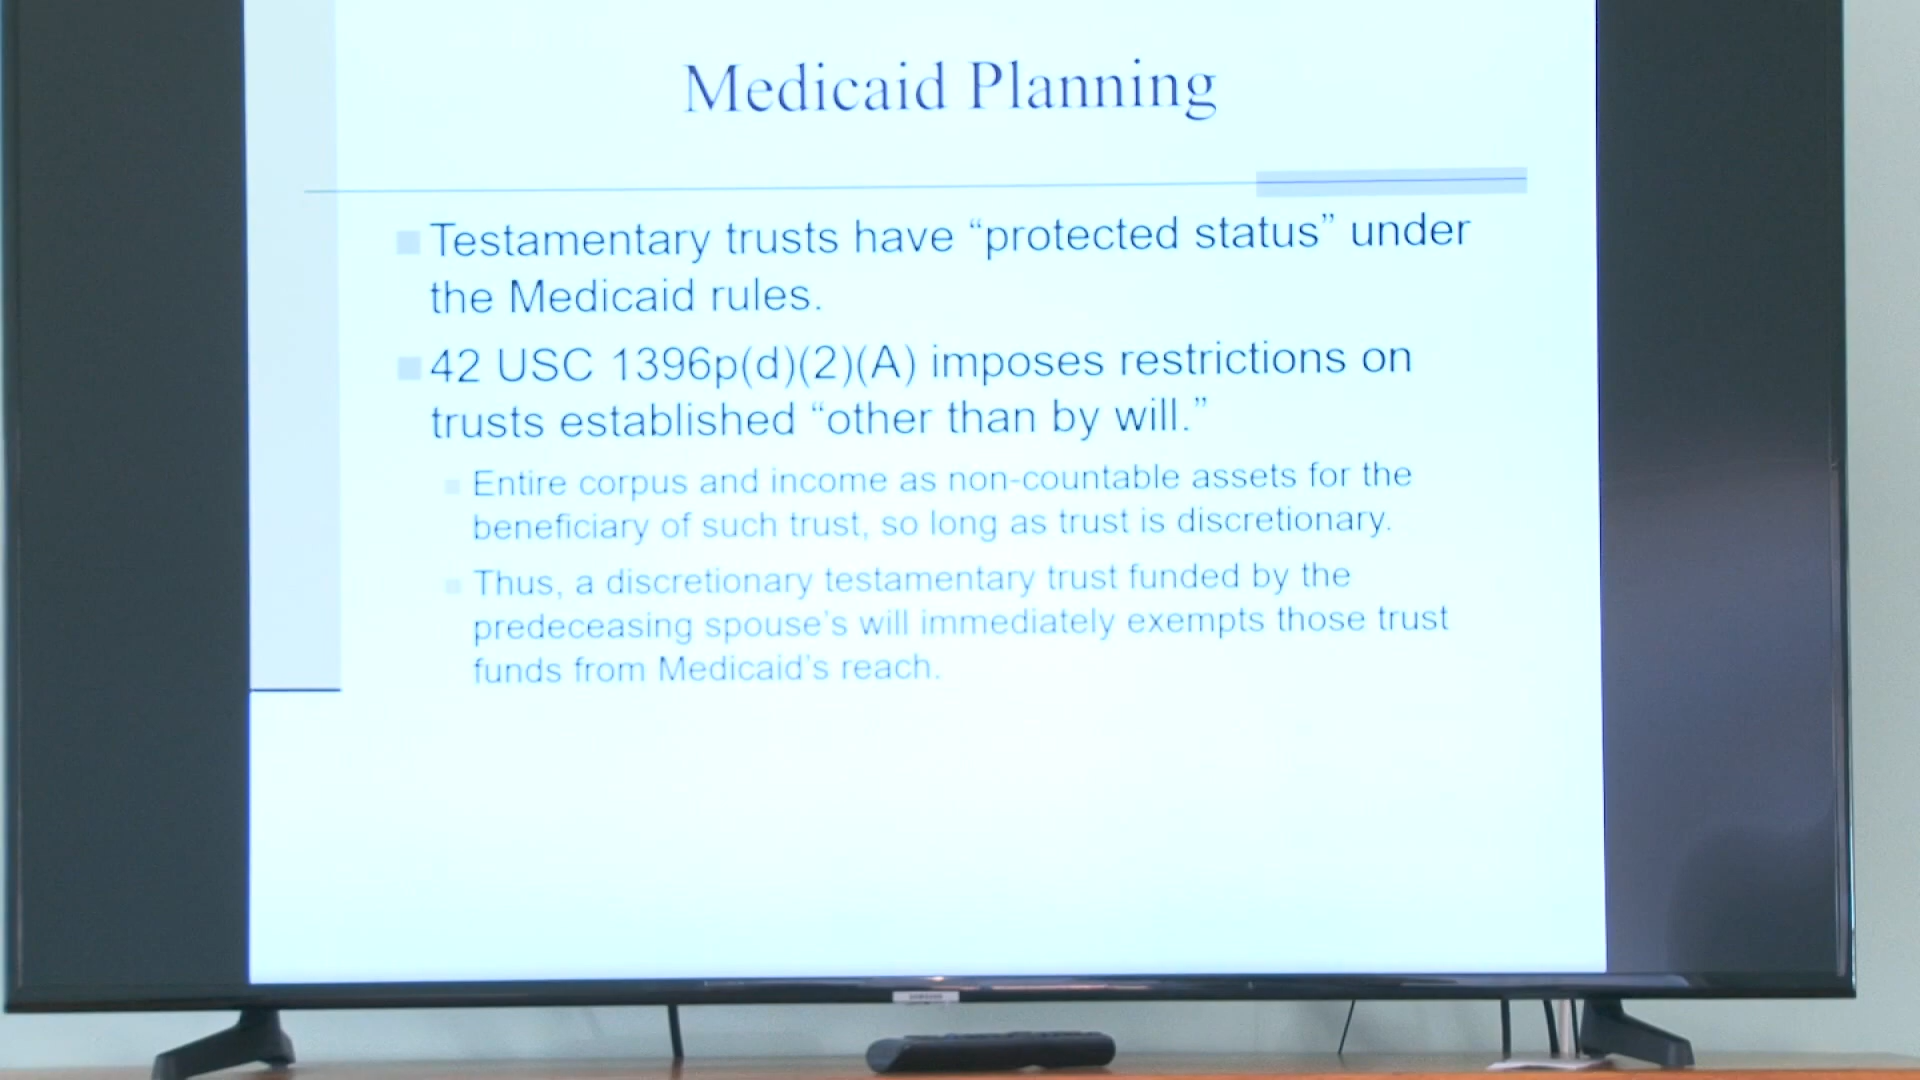 Medicaid Planning
Testamentary trusts have “protected status” under
the Medicaid rules.
42 USC 1396p(d)(2)(A) imposes restrictions on
trusts established “other than by will.”
Entire corpus and income as non-countable assets for the
beneficiary of such trust, so long as trust is discretionary.
Thus, a discretionary testamentary trust funded by the
predeceasing spouse’s will immediately exempts those trust
funds from Medicaid’s reach.
SAMSUNG